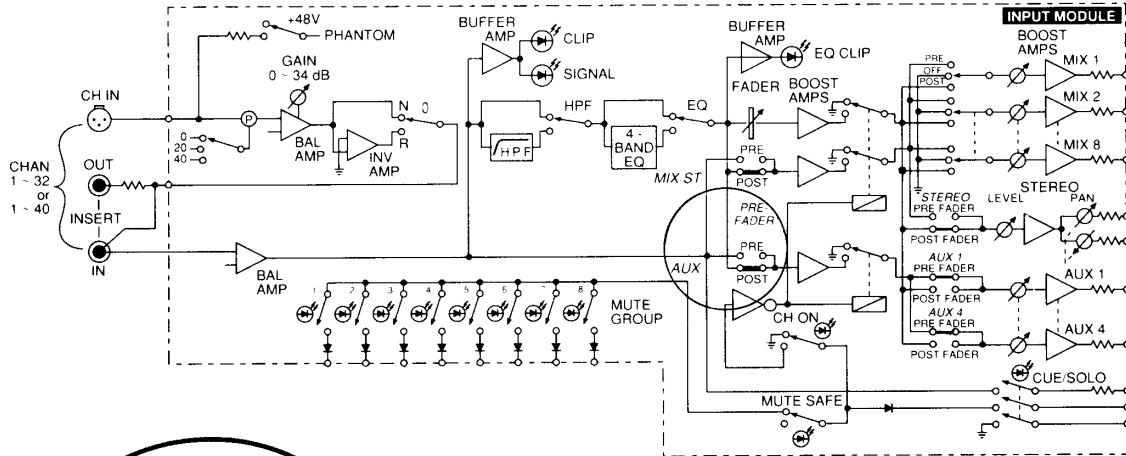 INPUT MODULE
+48V
PHANTOM
GAIN
0 ~ 34 dB
BUFFER
AMP
CLIP
SIGNAL
BUFFER
AMP
EQ CLIP
BOOST
AMPS
MIX 1
MIX 2
MIX 8
PRE
OFF
POST
CH IN
P
0
20
40
BAL
AMP
INV
AMP
N
R
0
HPF
HPF
4 -
BAND
EQ
EQ
FADER
BOOST
AMPS
CHAN
1 ~ 32
or
1 ~ 40
OUT
INSERT
IN
BAL
AMP
MIX ST
PRE
POST
PRE-
FADER
PRE
POST
AUX
STEREO
PRE FADER
POST FADER
LEVEL
STEREO
PAN
AUX 1
PRE FADER
POST FADER
AUX 1
AUX 4
PRE FADER
POST FADER
AUX 4
1 2 3 4 5 6 7 8
MUTE
GROUP
CH ON
MUTE SAFE
CUE/SOLO